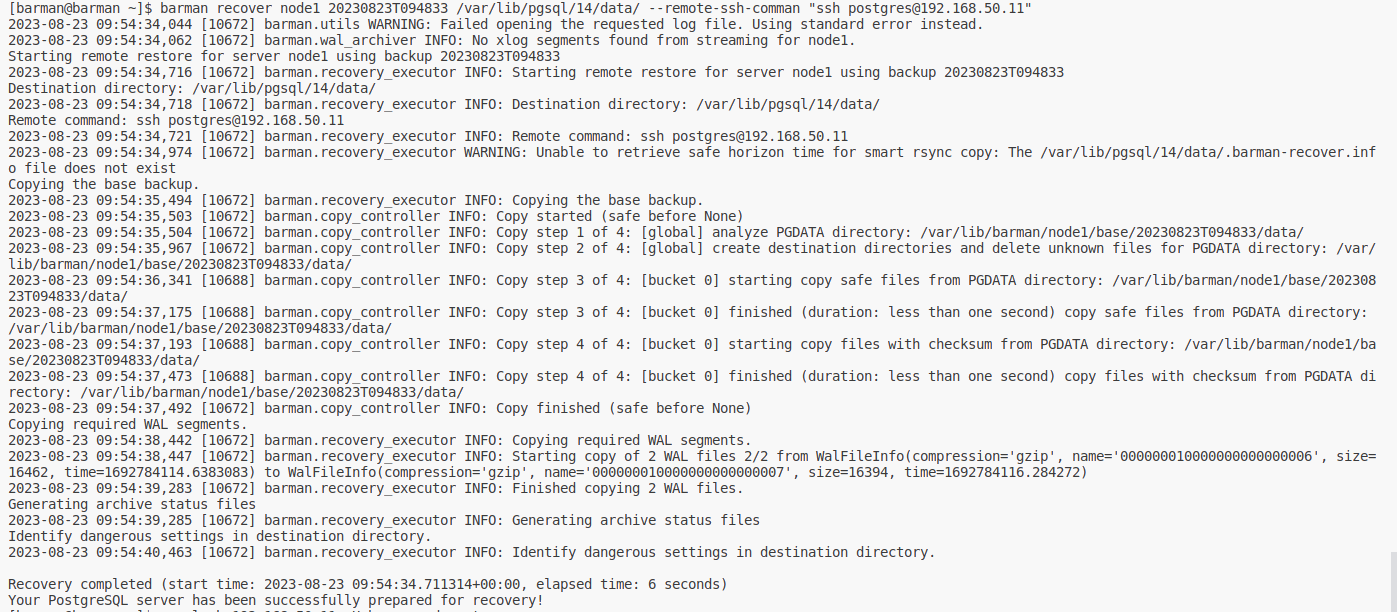 [barman@barman ~]$ barman recover node1 20230823T094833 /var/lib/pgsql/14/data/ --remote-ssh-comman "ssh postgres@192.168.50.11"
2023-08-23 09:54:34,044 [10672] barman.utils WARNING: Failed opening the requested log file. Using standard error instead.
2023-08-23 09:54:34,062 [10672] barman.wal_archiver INFO: No xlog segments found from streaming for node1.
Starting remote restore for server node1 using backup 20230823T094833
2023-08-23 09:54:34,716 [10672] barman.recovery_executor INFO: Starting remote restore for server node1 using backup 20230823T094833
Destination directory: /var/lib/pgsql/14/data/
2023-08-23 09:54:34,718 [10672] barman.recovery_executor INFO: Destination directory: /var/lib/pgsql/14/data/
Remote command: ssh postgres@192.168.50.11
2023-08-23 09:54:34,721 [10672] barman.recovery_executor INFO: Remote command: ssh postgres@192.168.50.11
2023-08-23 09:54:34,974 [10672] barman.recovery_executor WARNING: Unable to retrieve safe horizon time for smart rsync copy: The /var/lib/pgsql/14/data/.barman-recover.inf
o file does not exist
Copying the base backup.
2023-08-23 09:54:35,494 [10672] barman.recovery_executor INFO: Copying the base backup.
2023-08-23 09:54:35,503 [10672] barman.copy_controller INFO: Copy started (safe before None)
2023-08-23 09:54:35,504 [10672] barman.copy_controller INFO: Copy step 1 of 4: [global] analyze PGDATA directory: /var/lib/barman/node1/base/20230823T094833/data/
2023-08-23 09:54:35,967 [10672] barman.copy_controller INFO: Copy step 2 of 4: [global] create destination directories and delete unknown files for PGDATA directory: /var/
lib/barman/node1/base/20230823T094833/data/
2023-08-23 09:54:36,341 [10688] barman.copy_controller INFO: Copy step 3 of 4: [bucket 0] starting copy safe files from PGDATA directory: /var/lib/barman/node1/base/202308
23T094833/data/
2023-08-23 09:54:37,175 [10688] barman.copy_controller INFO: Copy step 3 of 4: [bucket 0] finished (duration: less than one second) copy safe files from PGDATA directory:
/var/lib/barman/node1/base/20230823T094833/data/
2023-08-23 09:54:37,193 [10688] barman.copy_controller INFO: Copy step 4 of 4: [bucket 0] starting copy files with checksum from PGDATA directory: /var/lib/barman/node1/ba
se/20230823T094833/data/
2023-08-23 09:54:37,473 [10688] barman.copy_controller INFO: Copy step 4 of 4: [bucket 0] finished (duration: less than one second) copy files with checksum from PGDATA di
rectory: /var/lib/barman/node1/base/20230823T094833/data/
2023-08-23 09:54:37,492 [10672] barman.copy_controller INFO: Copy finished (safe before None)
Copying required WAL segments.
2023-08-23 09:54:38,442 [10672] barman.recovery_executor INFO: Copying required WAL segments.
2023-08-23 09:54:38,447 [10672] barman.recovery_executor INFO: Starting copy of 2 WAL files 2/2 from WalFileInfo(compression='gzip', name='000000010000000000000006', size=
16462, time=1692784114.6383083) to WalFileInfo(compression='gzip', name='000000010000000000000007', size=16394, time=1692784116.284272)
2023-08-23 09:54:39,283 [10672] barman.recovery_executor INFO: Finished copying 2 WAL files.
Generating archive status files
2023-08-23 09:54:39,285 [10672] barman.recovery_executor INFO: Generating archive status files
Identify dangerous settings in destination directory.
2023-08-23 09:54:40,463 [10672] barman.recovery_executor INFO: Identify dangerous settings in destination directory.
Recovery completed (start time: 2023-08-23 09:54:34.711314+00:00, elapsed time: 6 seconds)
Your PostgreSQL server has been successfully prepared for recovery!